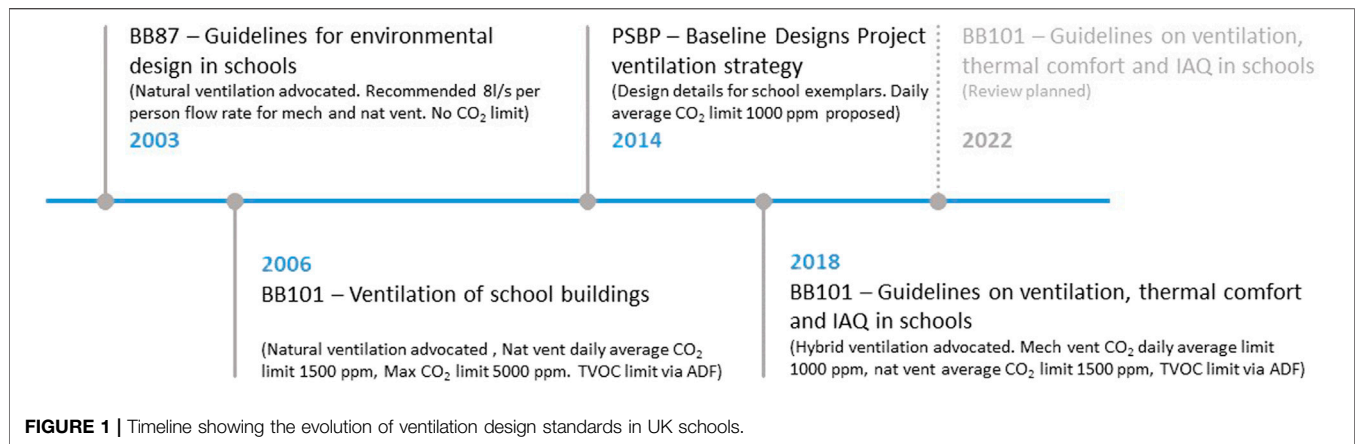 BB87 – Guidelines for environmental
design in schools
(Natural ventilation advocated. Recommended 8l/s per
person flow rate for mech and nat vent. No CO₂ limit)
2003
PSBP – Baseline Designs Project
ventilation strategy
(Design details for school exemplars. Daily
average CO₂ limit 1000 ppm proposed)
2014
BB101 – Guidelines on ventilation,
thermal comfort and IAQ in schools
(Review planned)
2022
2006
BB101 – Ventilation of school buildings
(Natural ventilation advocated , Nat vent daily average CO₂
limit 1500 ppm, Max CO₂ limit 5000 ppm. TVOC limit via ADF)
2018
BB101 – Guidelines on ventilation, thermal comfort
and IAQ in schools
(Hybrid ventilation advocated. Mech vent CO₂ daily average limit
1000 ppm, nat vent average CO₂ limit 1500 ppm, TVOC limit via ADF)
FIGURE 1 | Timeline showing the evolution of ventilation design standards in UK schools.